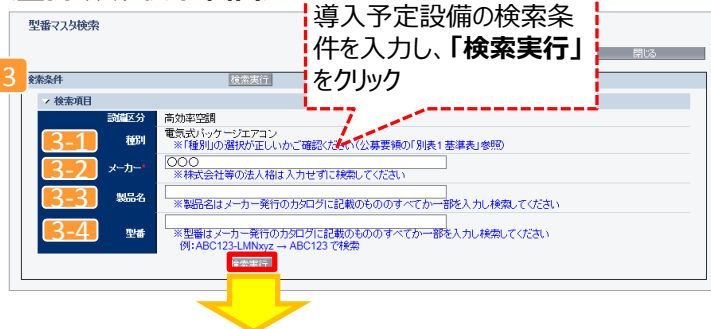 型番マスタ検索
導入予定設備の検索条
件を入力し、「検索実行」
をクリック
閉じる
3
検索条件
検索実行
検索項目
設備区分 高効率空調
3-1 種別 電気式パッケージエアコン
※「種別」の選択が正しいかご確認ください(公募要領の「別表1 基準表」参照)
3-2 メーカー* 〇〇〇
※株式会社等の法人格は入力せずに検索してください
3-3 製品名
※製品名はメーカー発行のカタログに記載のもののすべてか一部を入力し検索してください
3-4 型番
※型番はメーカー発行のカタログに記載のもののすべてか一部を入力し検索してください
例:ABC123-LMNxyz → ABC123 で検索
検索実行